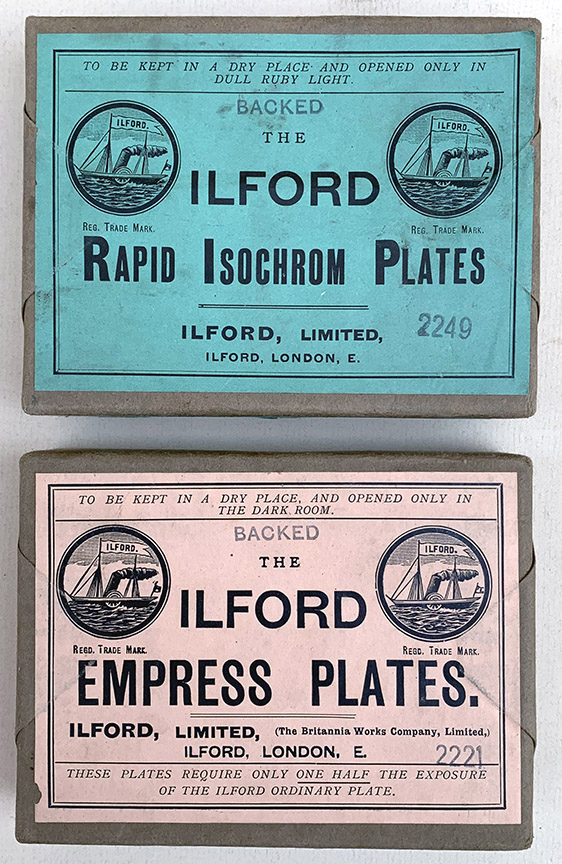 TO BE KEPT IN A DRY PLACE AND OPENED ONLY IN
DULL RUBY LIGHT.
BACKED
THE
ILFORD.
ILFORD.
ILFORD
REG. TRADE MARK.
REG. TRADE MARK.
RAPID ISOCHROM PLATES
ILFORD, LIMITED,
2249
ILFORD, LONDON, E.
TO BE KEPT IN A DRY PLACE, AND OPENED ONLY IN
THE DARK ROOM.
BACKED
THE
ILFORD.
ILFORD.
ILFORD
REGD. TRADE MARK.
REGD. TRADE MARK.
EMPRESS PLATES.
ILFORD, LIMITED, (The Britannia Works Company, Limited,)
ILFORD, LONDON, E.
2221
THESE PLATES REQUIRE ONLY ONE HALF THE EXPOSURE
OF THE ILFORD ORDINARY PLATE.